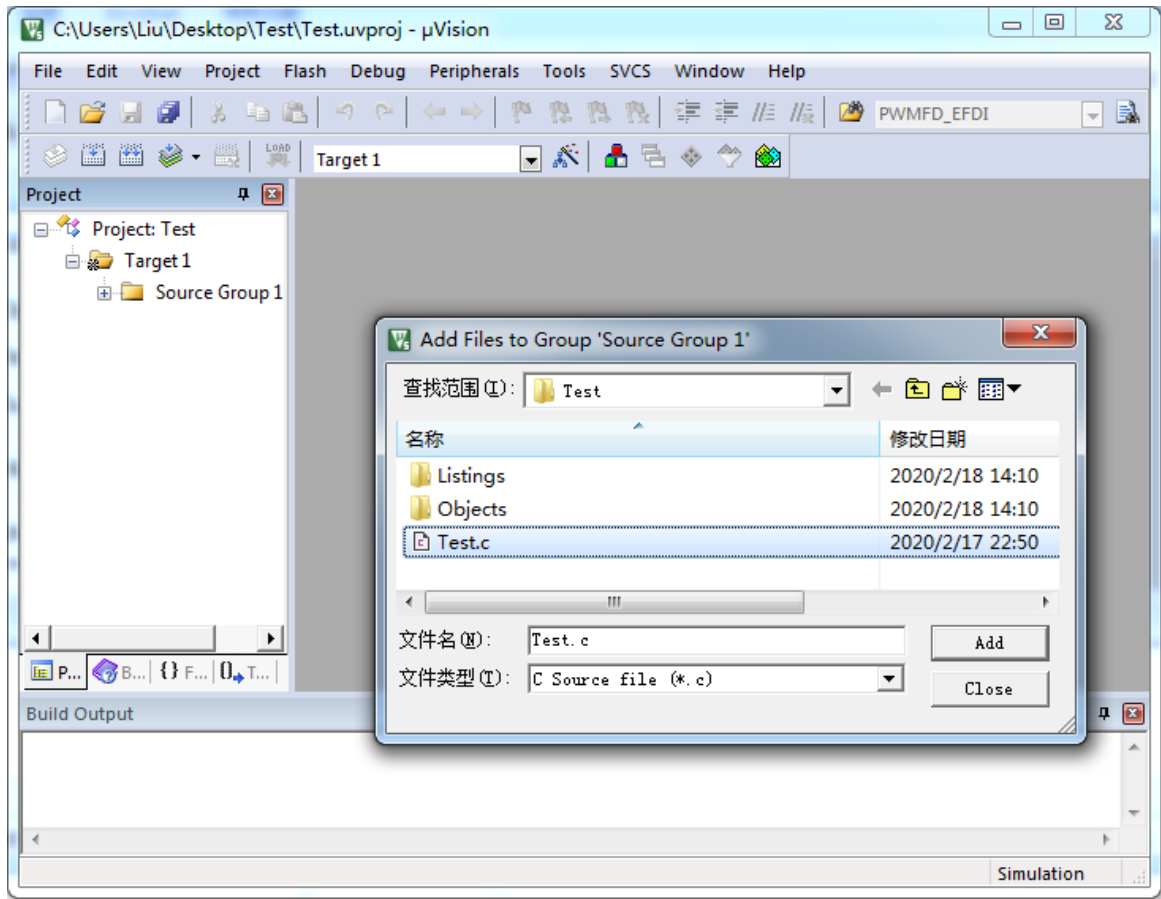 C:\Users\Liu\Desktop\Test\Test.uvproj - µVision
File Edit View Project Flash Debug Peripherals Tools SVCS Window Help
PWMFD_EFDI
LOAD Target 1
Project
Project: Test
Target 1
Source Group 1
Add Files to Group 'Source Group 1'
查找范围(I): Test
名称 修改日期
Listings 2020/2/18 14:10
Objects 2020/2/18 14:10
Test.c 2020/2/17 22:50
文件名(N): Test.c Add
文件类型(T): C Source file (*.c) Close
P... B... {} F... 0 T...
Build Output
Simulation